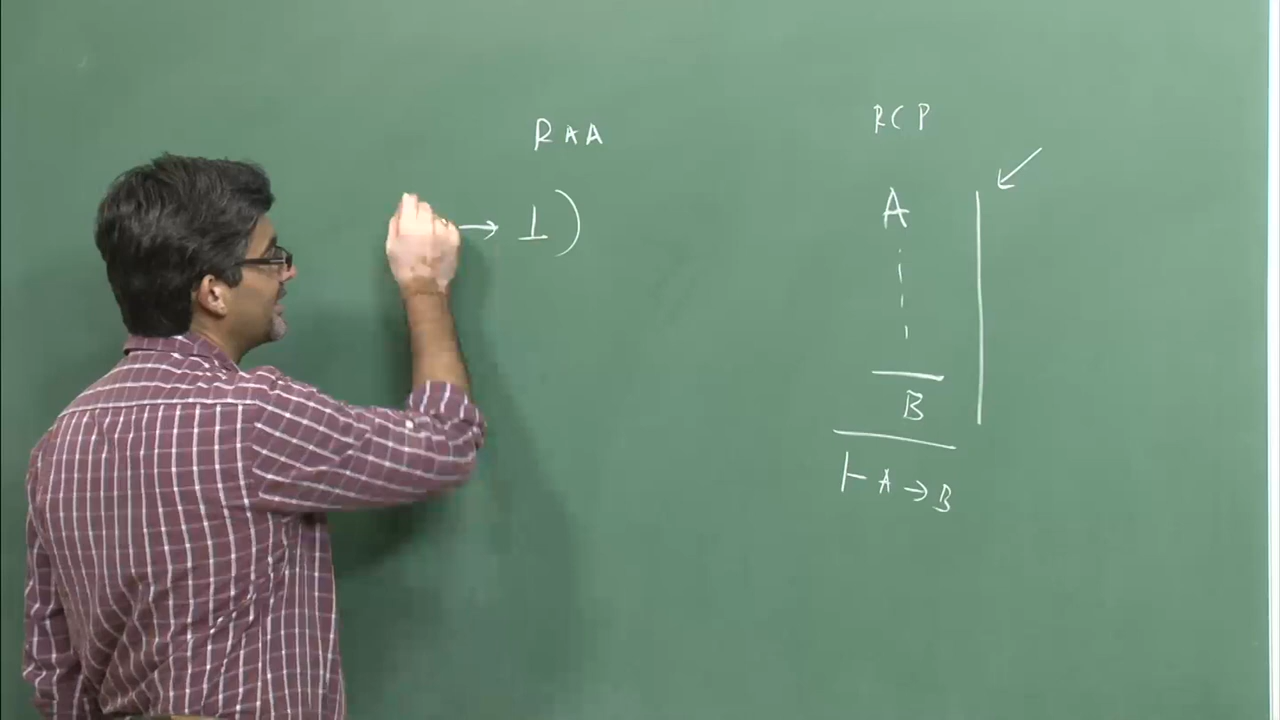 RAA
→ ⊥)
RCP
A
B
⊢ A → B